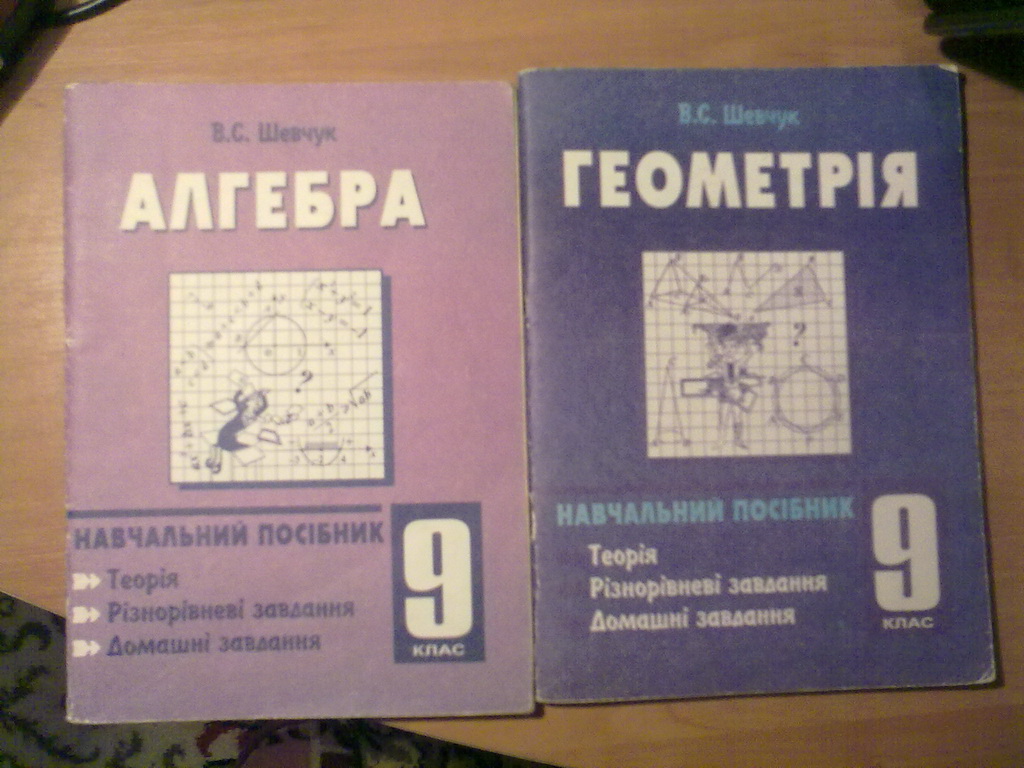 В.С. Шевчук
АЛГЕБРА
НАВЧАЛЬНИЙ ПОСІБНИК
Теорія
Різнорівневі завдання
Домашні завдання
9
КЛАС
В.С. Шевчук
ГЕОМЕТРІЯ
?
НАВЧАЛЬНИЙ ПОСІБНИК
Теорія
Різнорівневі завдання
Домашні завдання
9
КЛАС